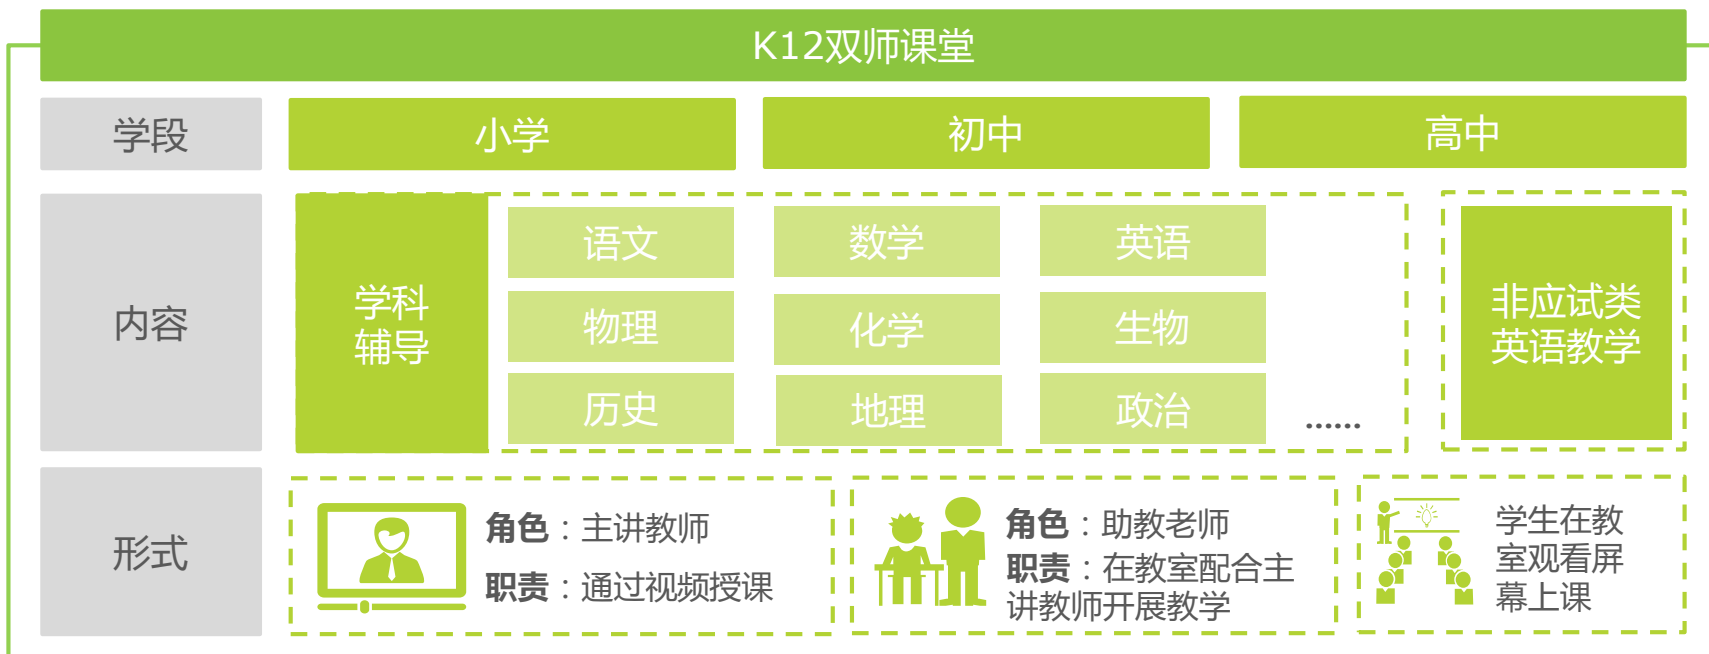 K12双师课堂
学段
小学
初中
高中
内容
学科
辅导
语文
数学
英语
物理
化学
生物
历史
地理
政治
......
非应试类
英语教学
形式
角色：主讲教师
职责：通过视频授课
角色：助教老师
职责：在教室配合主
讲教师开展教学
学生在教
室观看屏
幕上课